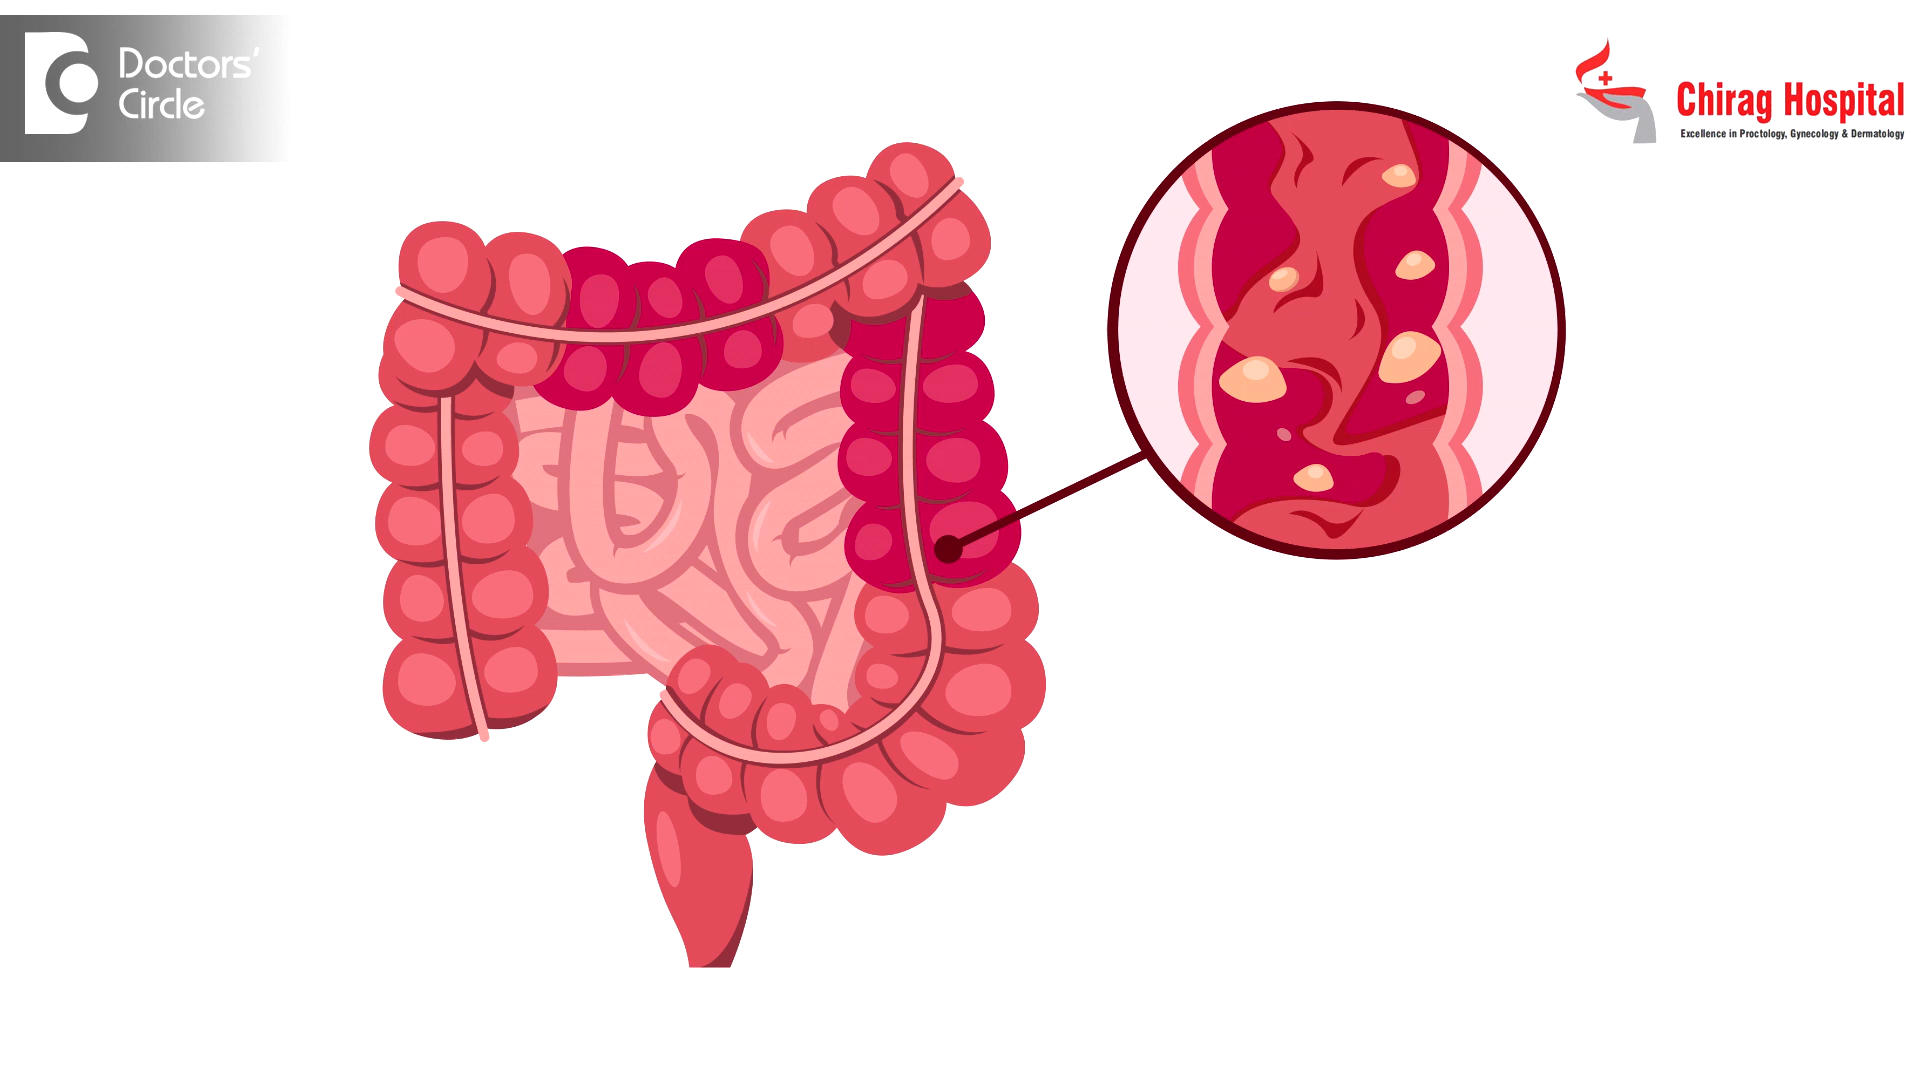 Doctors'
Circle
Chirag Hospital
Excellence in Proctology, Gynecology & Dermatology